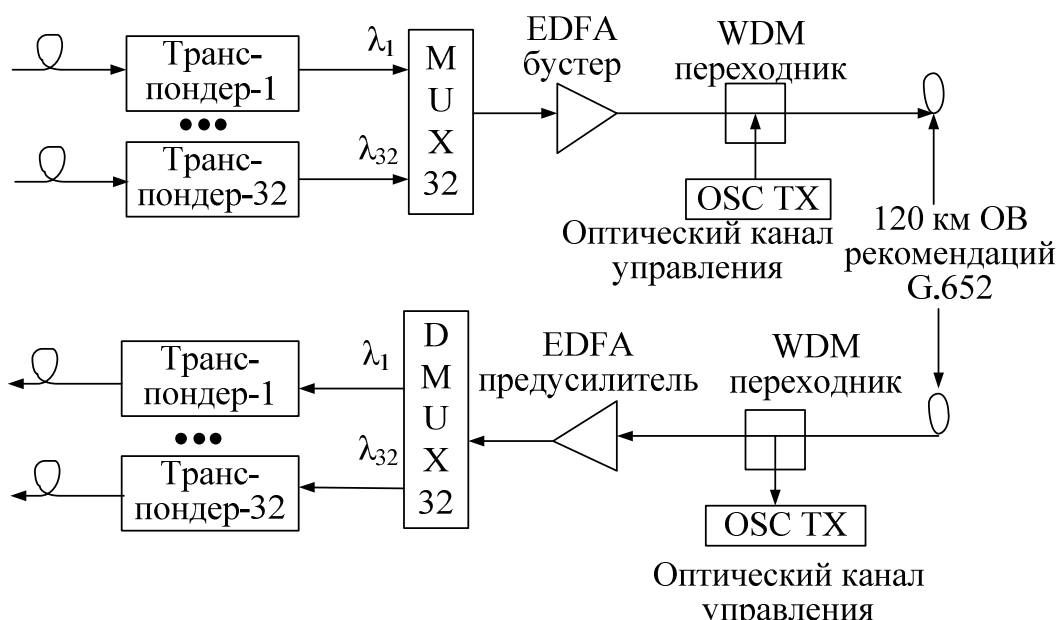 Транс-
пондер-1
Транс-
пондер-32
λ1
λ32
M
U
X
32
EDFA
бустер
WDM
переходник
OSC TX
Оптический канал
управления
120 км ОВ
рекомендаций
G.652
Транс-
пондер-1
Транс-
пондер-32
λ1
λ32
D
M
U
X
32
EDFA
предусилитель
WDM
переходник
OSC TX
Оптический канал
управления